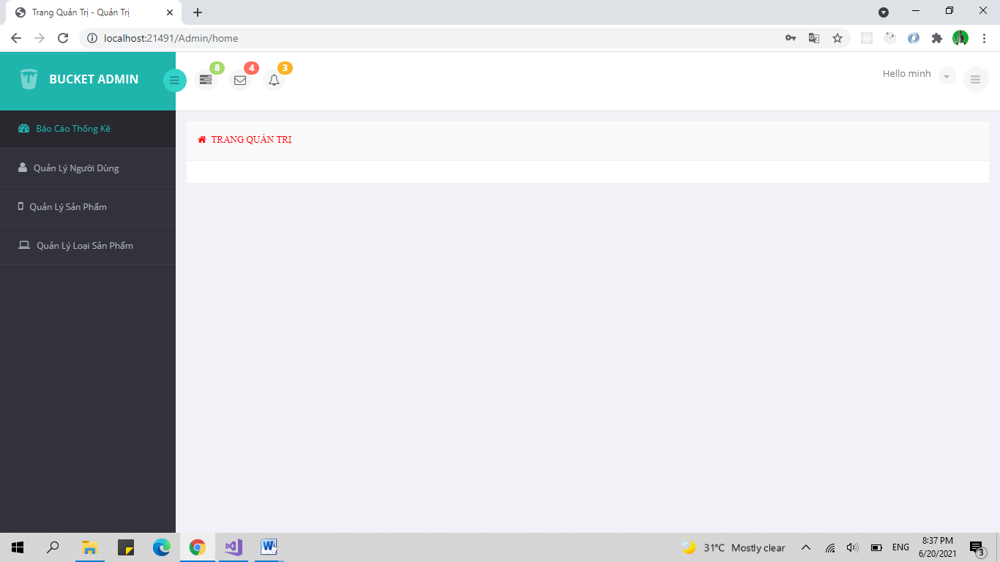 Trang Quản Trị - Quản Trị
localhost:21491/Admin/home
BUCKET ADMIN
8
4
3
Hello minh
Báo Cáo Thống Kê
TRANG QUẢN TRỊ
Quản Lý Người Dùng
Quản Lý Sản Phẩm
Quản Lý Loại Sản Phẩm
31°C Mostly clear
ENG
8:37 PM
6/20/2021
3